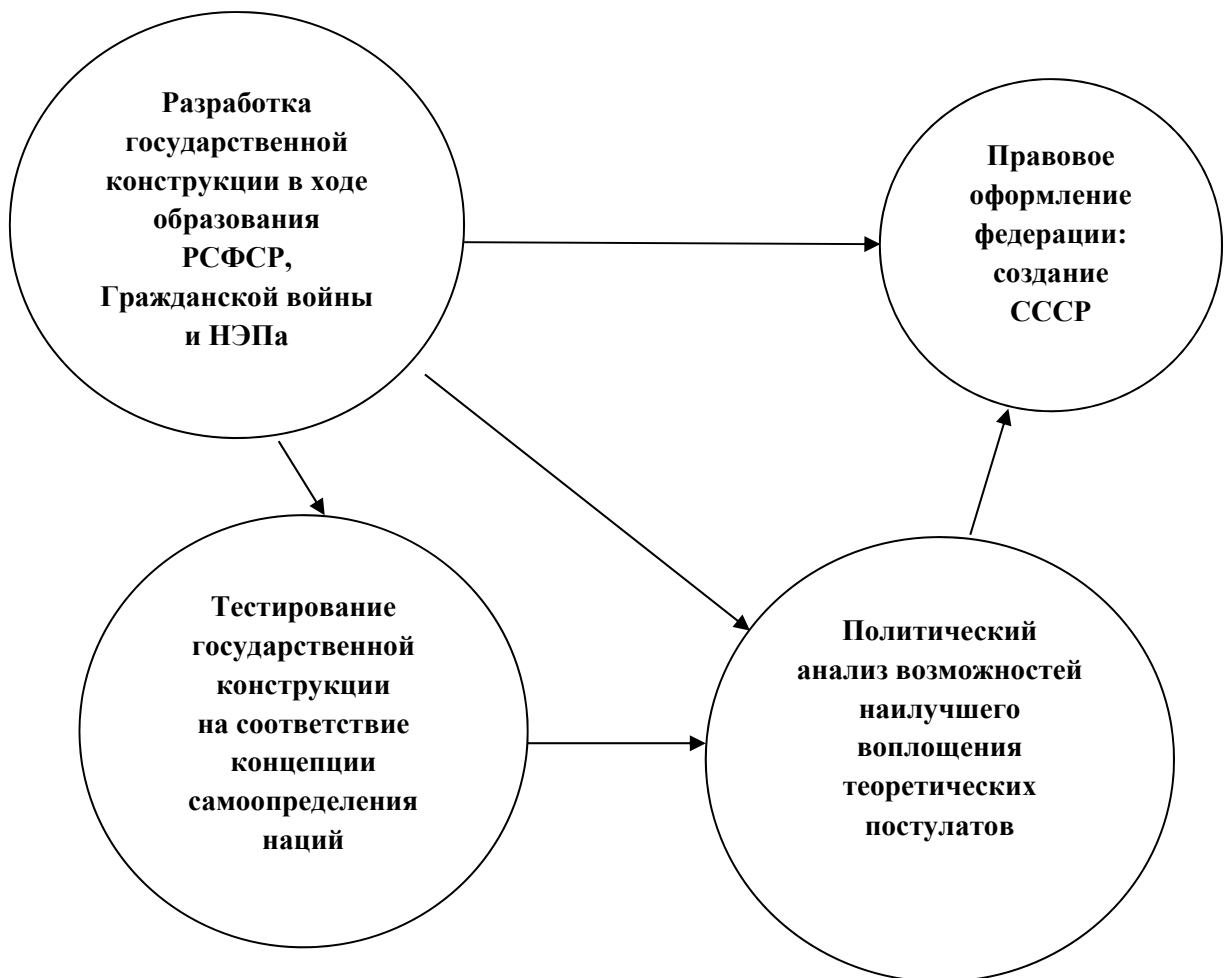 Разработка
государственной
конструкции в ходе
образования
РСФСР,
Гражданской войны
и НЭПа
Правовое
оформление
федерации:
создание
СССР
Тестирование
государственной
конструкции
на соответствие
концепции
самоопределения
наций
Политический
анализ возможностей
наилучшего
воплощения
теоретических
постулатов